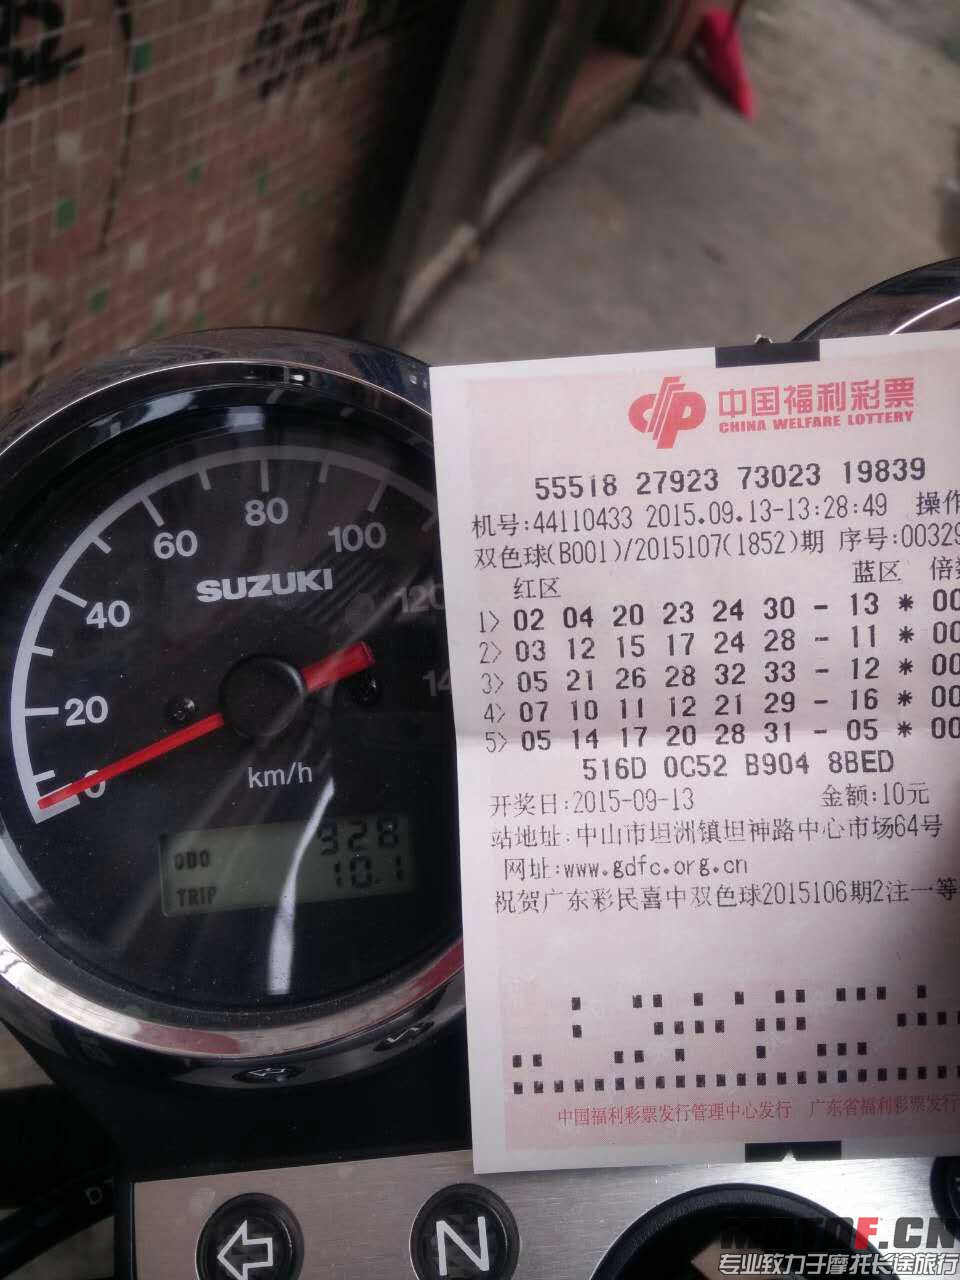 80
60
100
SUZUKI
40
120
20
14
0
km/h
ODO 928
TRIP 10.1
中国福利彩票
CHINA WELFARE LOTTERY
55518 27923 73023 19839
机号:44110433 2015.09.13-13:28:49 操作
双色球(B001)/2015107(1852)期 序号:00329
红区 蓝区 倍数
1> 02 04 20 23 24 30 - 13 * 00
2> 03 12 15 17 24 28 - 11 * 00
3> 05 21 26 28 32 33 - 12 * 00
4> 07 10 11 12 21 29 - 16 * 00
5> 05 14 17 20 28 31 - 05 * 00
516D 0C52 B904 8BED
开奖日:2015-09-13 金额:10元
站地址:中山市坦洲镇坦神路中心市场64号
网址:www.gdfc.org.cn
祝贺广东彩民喜中双色球2015106期2注一等
中国福利彩票发行管理中心发行 广东省福利彩票发行
N
MOTOF.CN
专业致力于摩托长途旅行